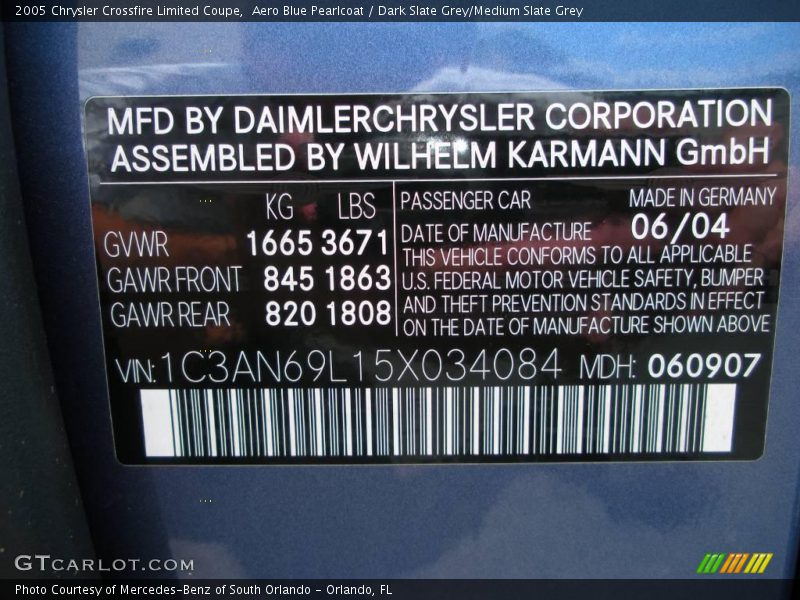 2005 Chrysler Crossfire Limited Coupe,  Aero Blue Pearlcoat / Dark Slate Grey/Medium Slate Grey
MFD BY DAIMLERCHRYSLER CORPORATION
ASSEMBLED BY WILHELM KARMANN GmbH
KG LBS
GVWR 1665 3671
GAWR FRONT 845 1863
GAWR REAR 820 1808
PASSENGER CAR MADE IN GERMANY
DATE OF MANUFACTURE 06/04
THIS VEHICLE CONFORMS TO ALL APPLICABLE
U.S. FEDERAL MOTOR VEHICLE SAFETY, BUMPER
AND THEFT PREVENTION STANDARDS IN EFFECT
ON THE DATE OF MANUFACTURE SHOWN ABOVE
VIN: 1C3AN69L15X034084 MDH: 060907
GTCARLOT.COM
Photo Courtesy of Mercedes-Benz of South Orlando - Orlando, FL